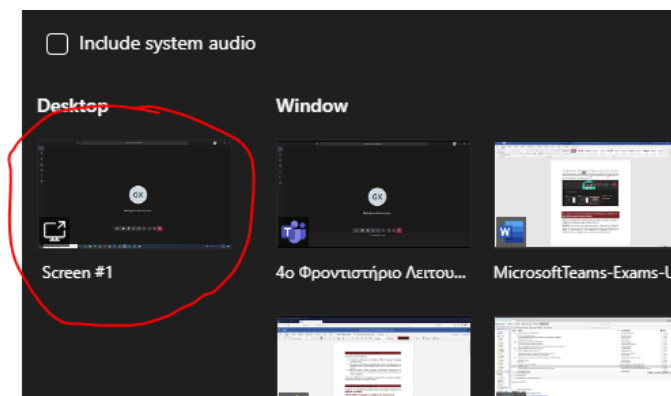 Include system audio
Desktop
Window
GX
GX
W
Screen #1
4ο Φροντιστήριο Λειτου...
MicrosoftTeams-Exams-U